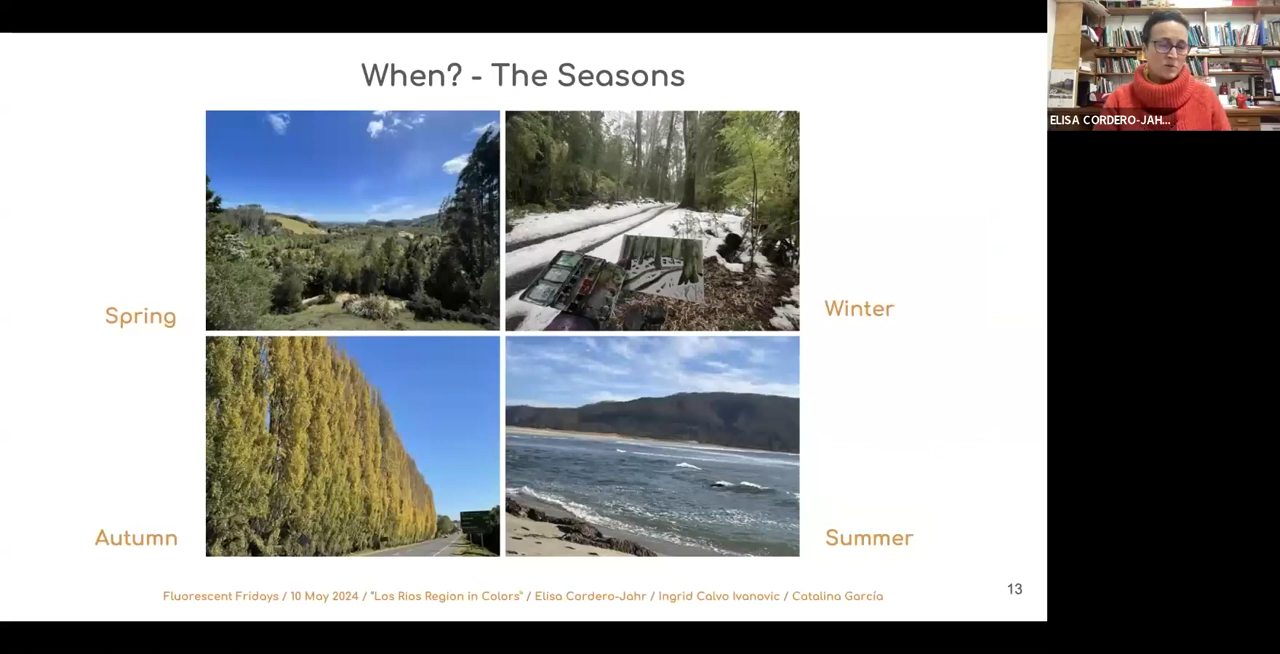 When? - The Seasons
ELISA CORDERO-JAH...
Spring
Winter
Autumn
Summer
Fluorescent Fridays / 10 May 2024 / "Los Rios Region in Colors" / Elisa Cordero-Jahr / Ingrid Calvo Ivanovic / Catalina García
13